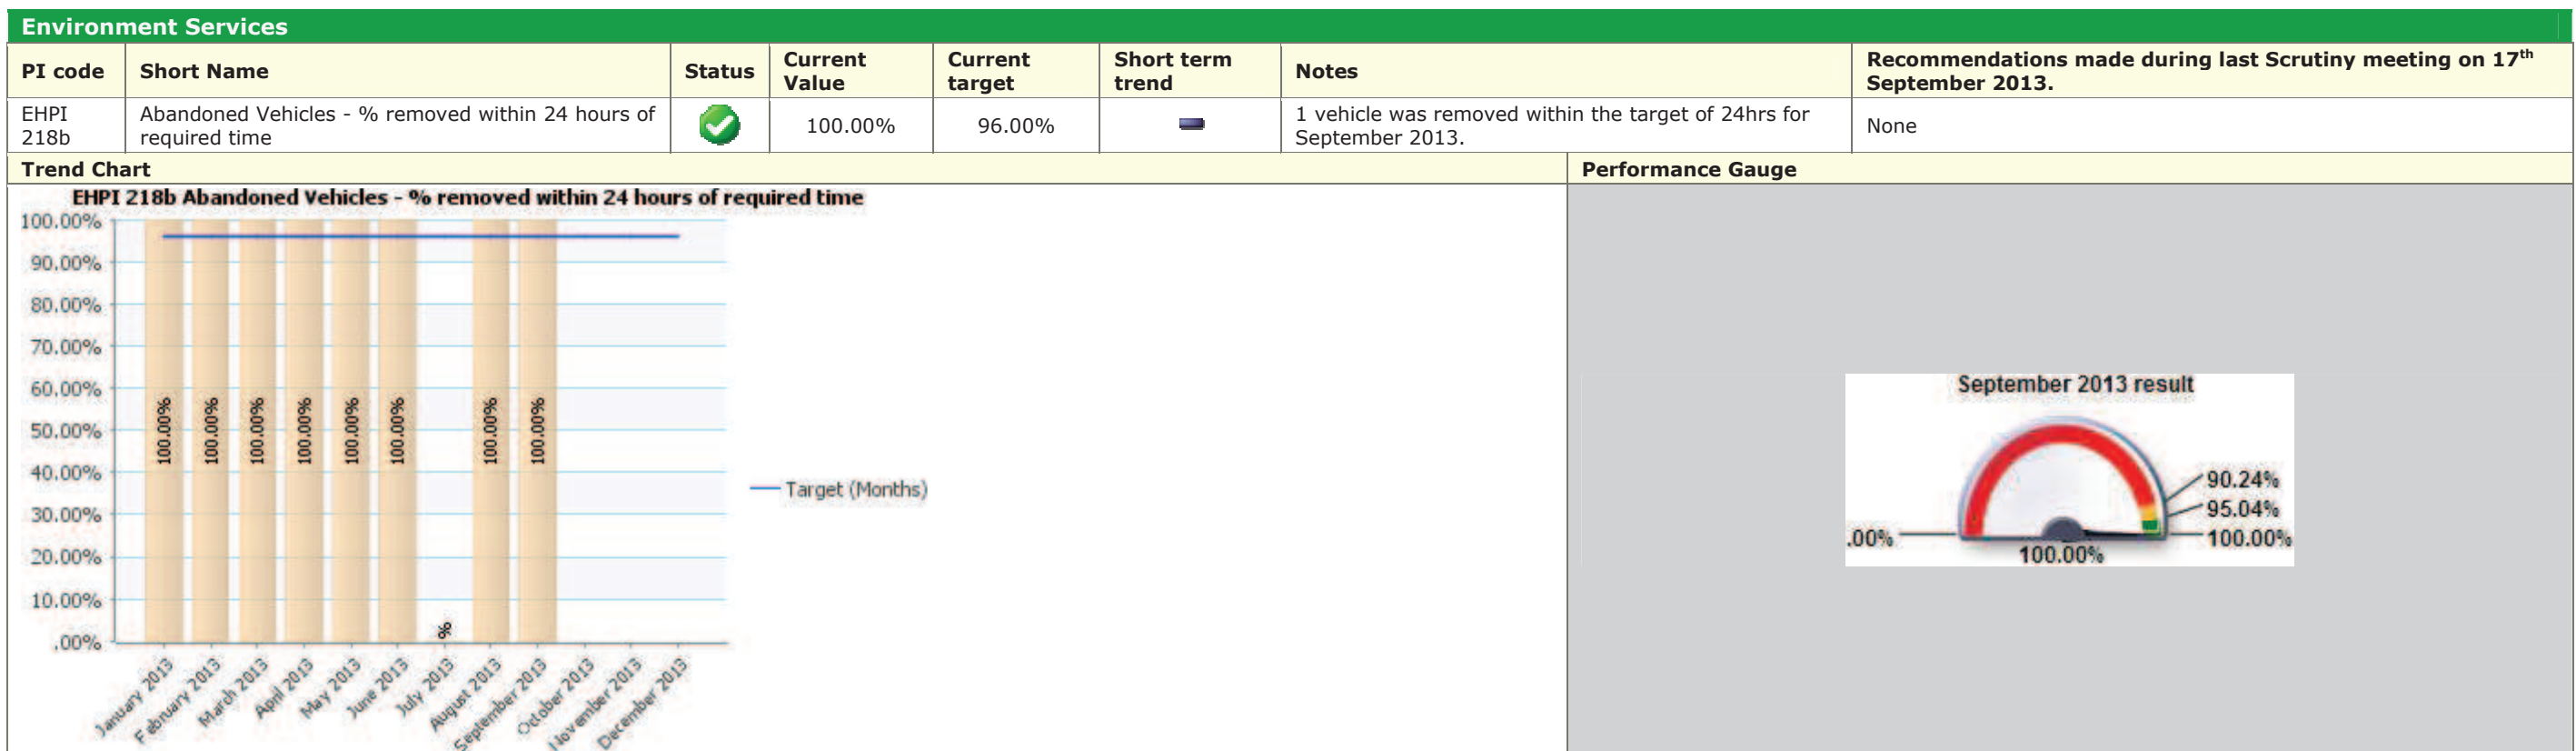 Environment Services
PI code
Short Name
Status
Current
Value
Current
target
Short term
trend
Notes
Recommendations made during last Scrutiny meeting on 17th
September 2013.
EHPI
218b
Abandoned Vehicles - % removed within 24 hours of
required time
100.00%
96.00%
1 vehicle was removed within the target of 24hrs for
September 2013.
None
Trend Chart
Performance Gauge
EHPI 218b Abandoned Vehicles - % removed within 24 hours of required time
100.00%
90.00%
80.00%
70.00%
60.00%
50.00%
40.00%
30.00%
20.00%
10.00%
.00%
100.00%
100.00%
100.00%
100.00%
100.00%
100.00%
%
100.00%
100.00%
January 2013
February 2013
March 2013
April 2013
May 2013
June 2013
July 2013
August 2013
September 2013
October 2013
November 2013
December 2013
Target (Months)
September 2013 result
90.24%
95.04%
100.00%
.00%
100.00%